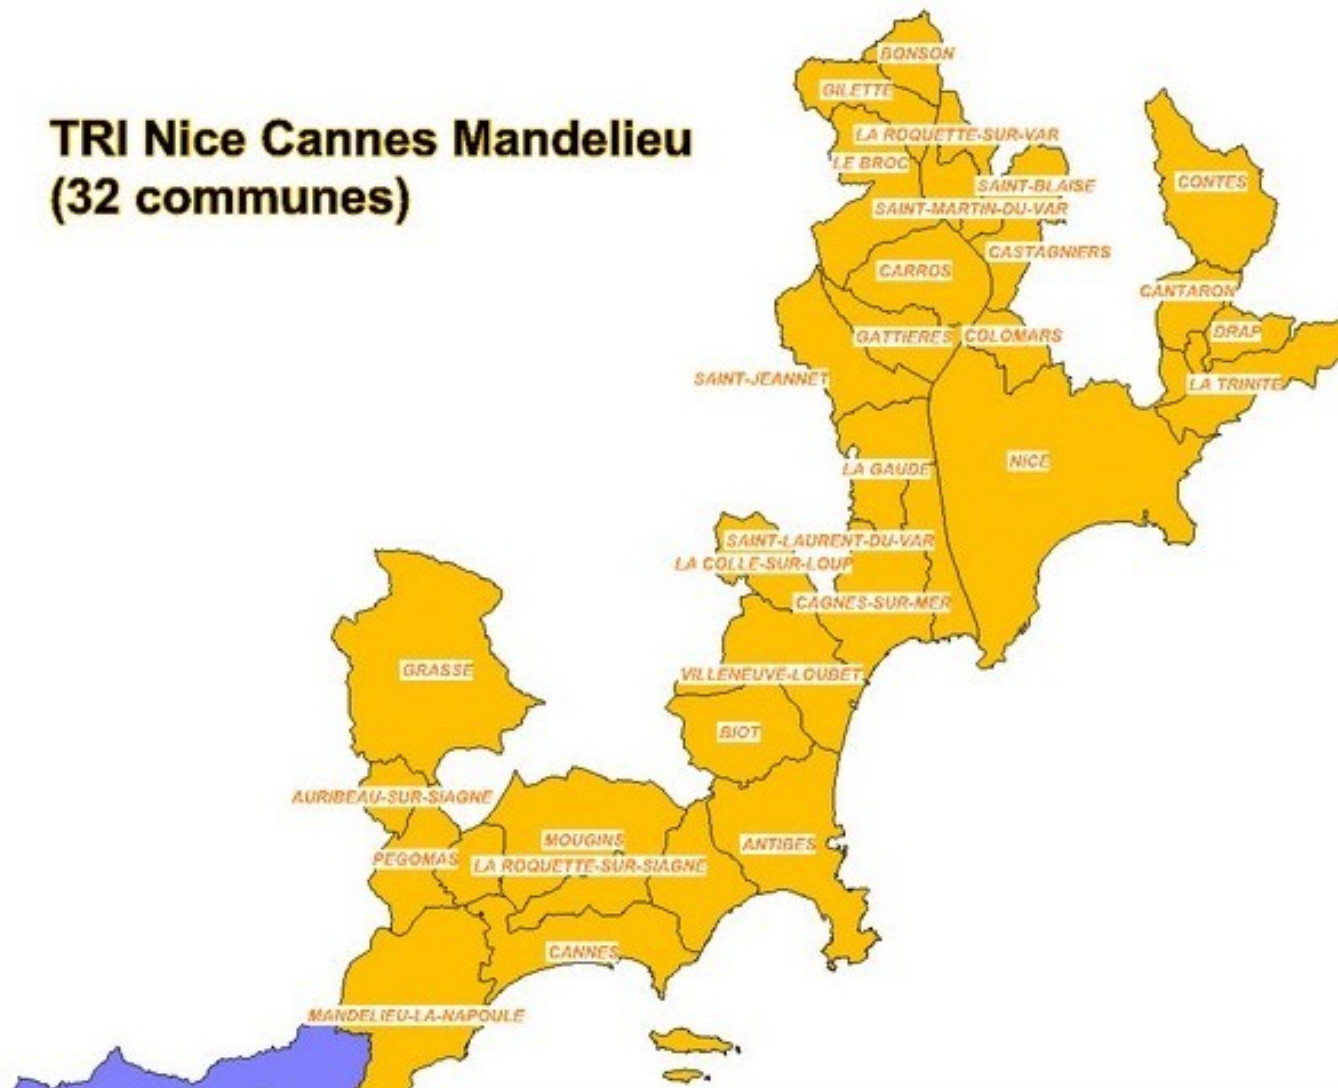 TRI Nice Cannes Mandelieu
(32 communes)
BONSON
GILETTE
LA ROQUETTE-SUR-VAR
LE BROC
CONTES
SAINT-BLAISE
SAINT-MARTIN-DU-VAR
CASTAGNIERS
CARROS
CANTARON
DRAP
GATTIERES
COLOMARS
SAINT-JEANNET
LA TRINITE
NICE
LA GAUDE
SAINT-LAURENT-DU-VAR
LA COLLE-SUR-LOUP
CAGNES-SUR-MER
GRASSE
VILLENEUVE-LOUBET
BIOT
AURIBEAU-SUR-SIAGNE
MOUGINS
ANTIBES
PEGOMAS
LA ROQUETTE-SUR-SIAGNE
CANNES
MANDELIEU-LA-NAPOULE